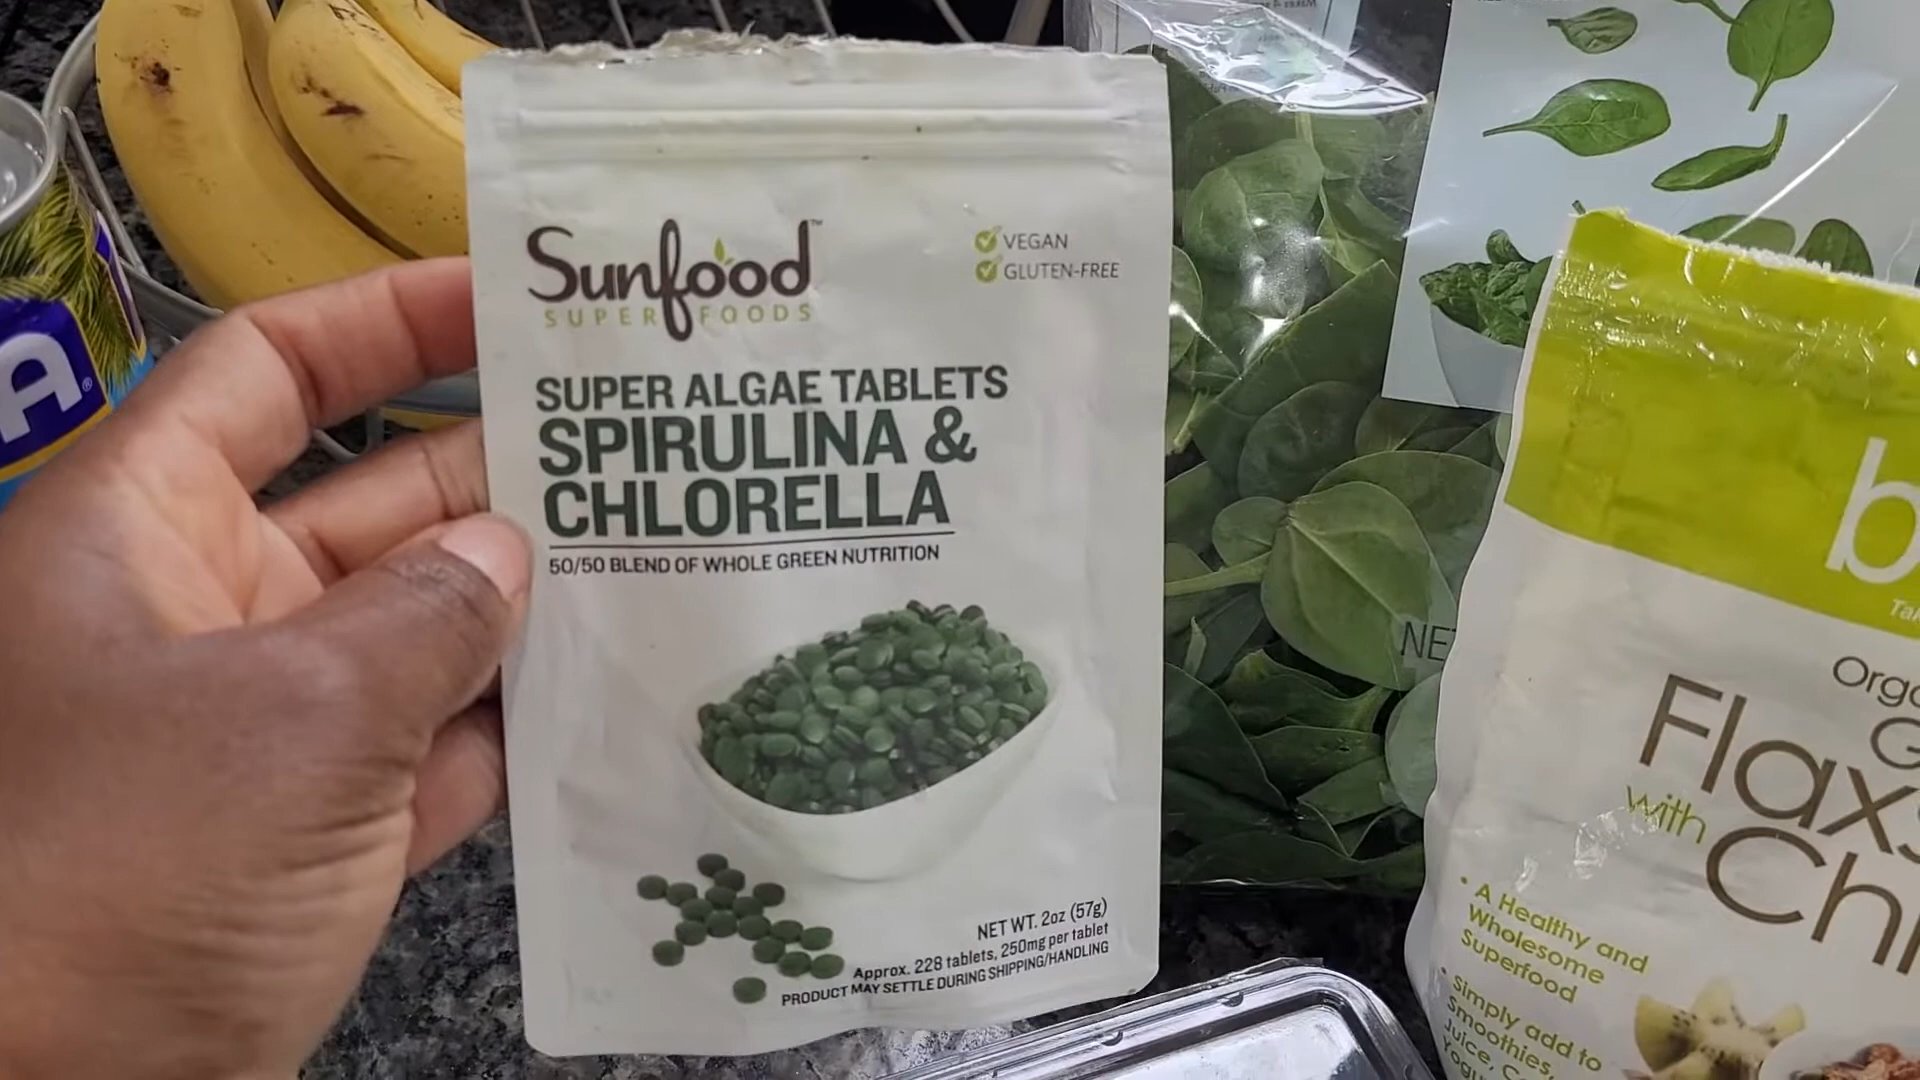 Sunfood™
SUPERFOODS
VEGAN
GLUTEN-FREE
SUPER ALGAE TABLETS
SPIRULINA &
CHLORELLA
50/50 BLEND OF WHOLE GREEN NUTRITION
NET WT. 2oz (57g)
Approx. 228 tablets, 250mg per tablet
PRODUCT MAY SETTLE DURING SHIPPING/HANDLING
A®
NE
b
with
• A Healthy and
Wholesome
Superfood
• Simply add to
Smoothies,
Juice,